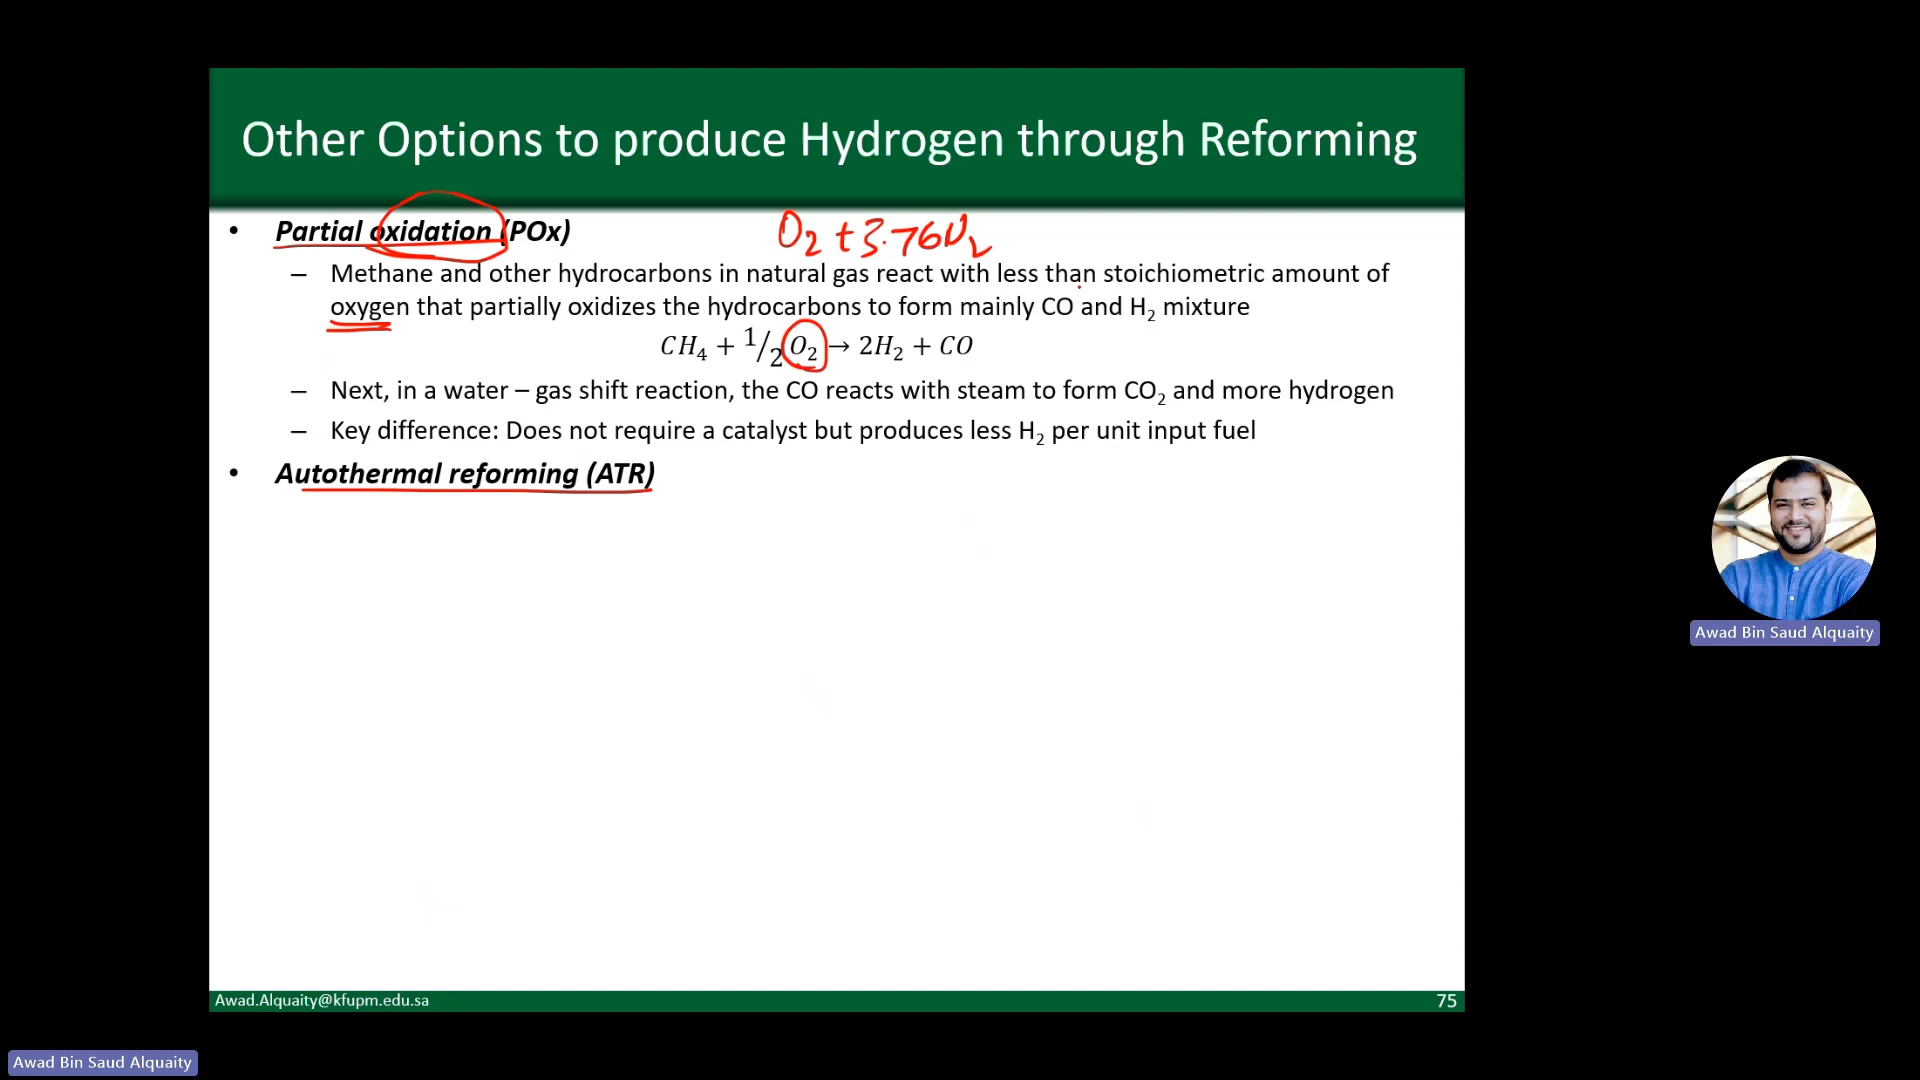 Other Options to produce Hydrogen through Reforming
• Partial oxidation (POx)
O₂ + 3.76N₂
– Methane and other hydrocarbons in natural gas react with less than stoichiometric amount of
oxygen that partially oxidizes the hydrocarbons to form mainly CO and H₂ mixture
CH₄ + 1/2 O₂ → 2H₂ + CO
– Next, in a water – gas shift reaction, the CO reacts with steam to form CO₂ and more hydrogen
– Key difference: Does not require a catalyst but produces less H₂ per unit input fuel
• Autothermal reforming (ATR)
Awad Bin Saud Alquaity
Awad.Alquaity@kfupm.edu.sa
75
Awad Bin Saud Alquaity